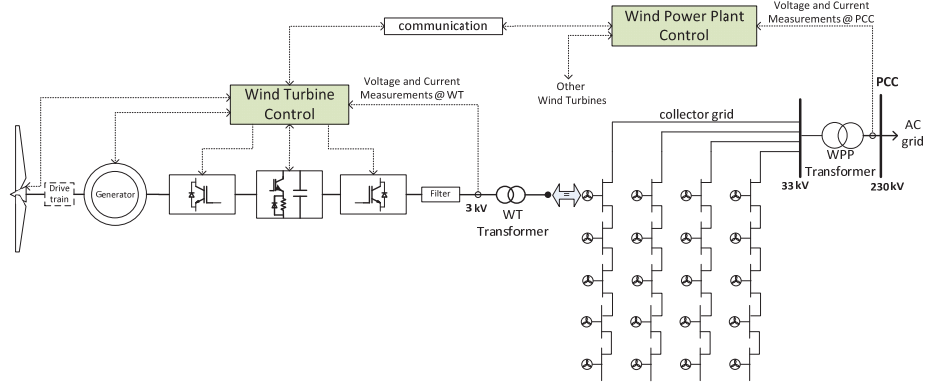 Voltage and Current
Measurements @ PCC
Wind Power Plant
Control
communication
Other
Wind Turbines
PCC
Voltage and Current
Measurements @ WT
Wind Turbine
Control
collector grid
AC
grid
WPP
Transformer
33 kV
230 kV
Drive
train
Generator
Filter
3 kV
WT
Transformer